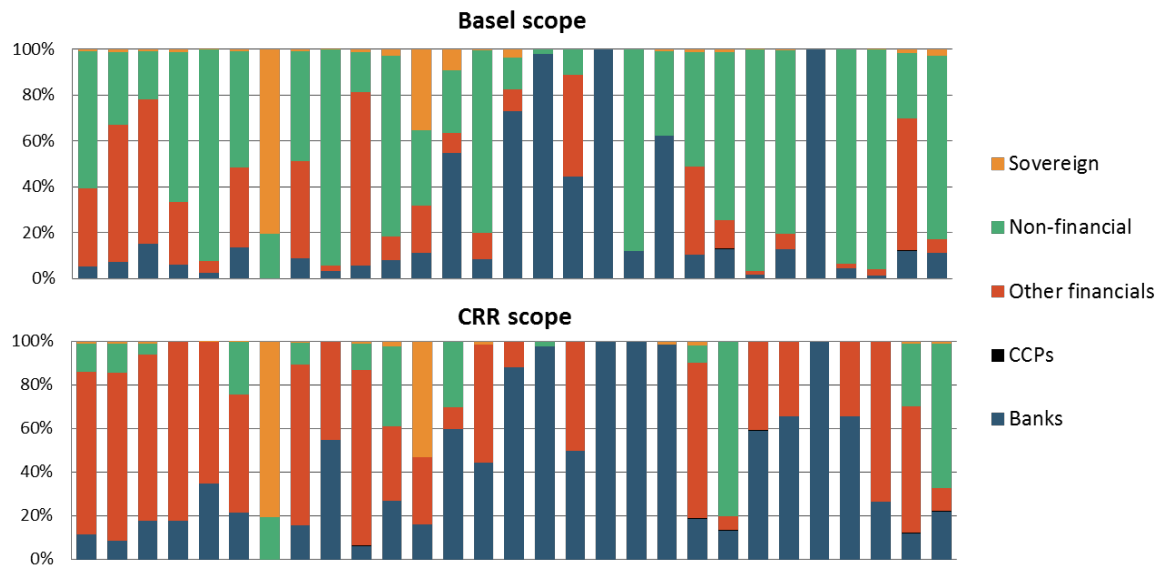 Basel scope
100%
80%
60%
40%
20%
0%
CRR scope
100%
80%
60%
40%
20%
0%
Sovereign
Non-financial
Other financials
CCPs
Banks